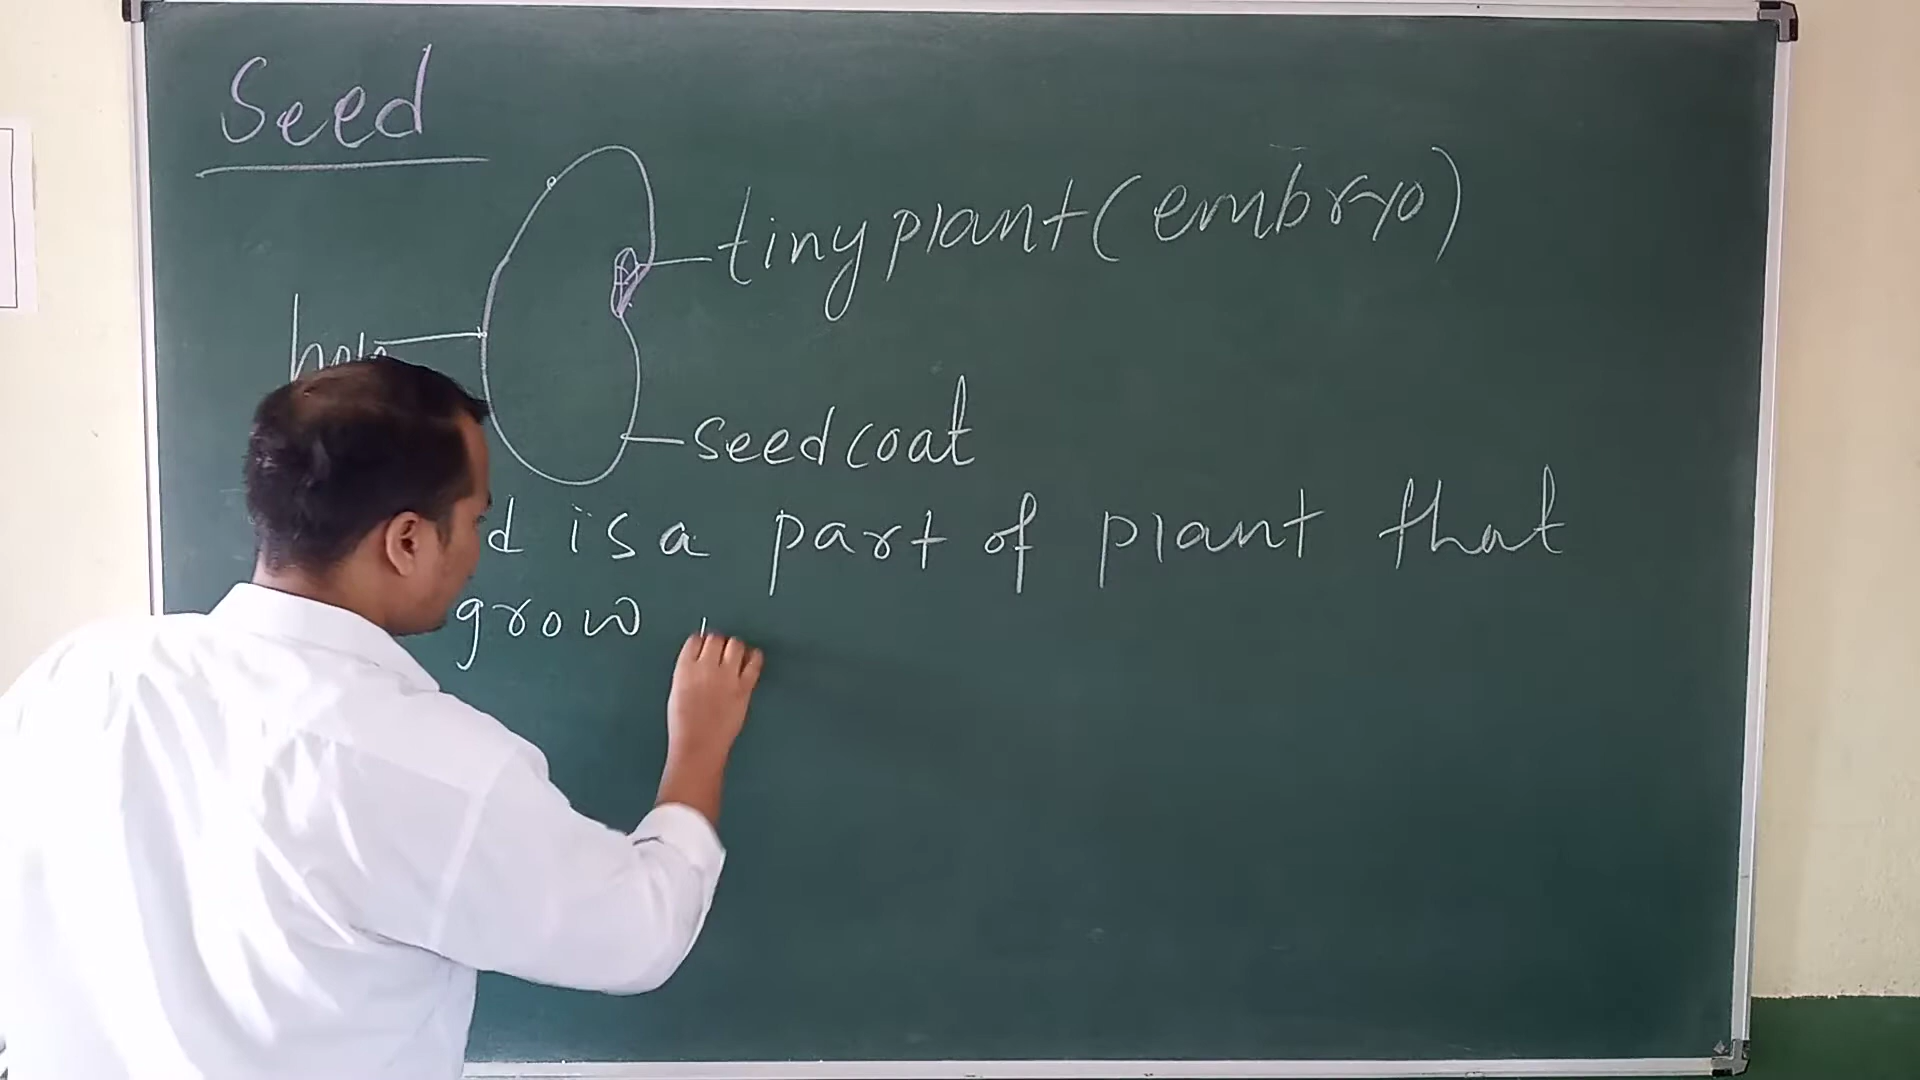 Seed
tiny plant (embryo)
seed coat
is a part of plant that
grow